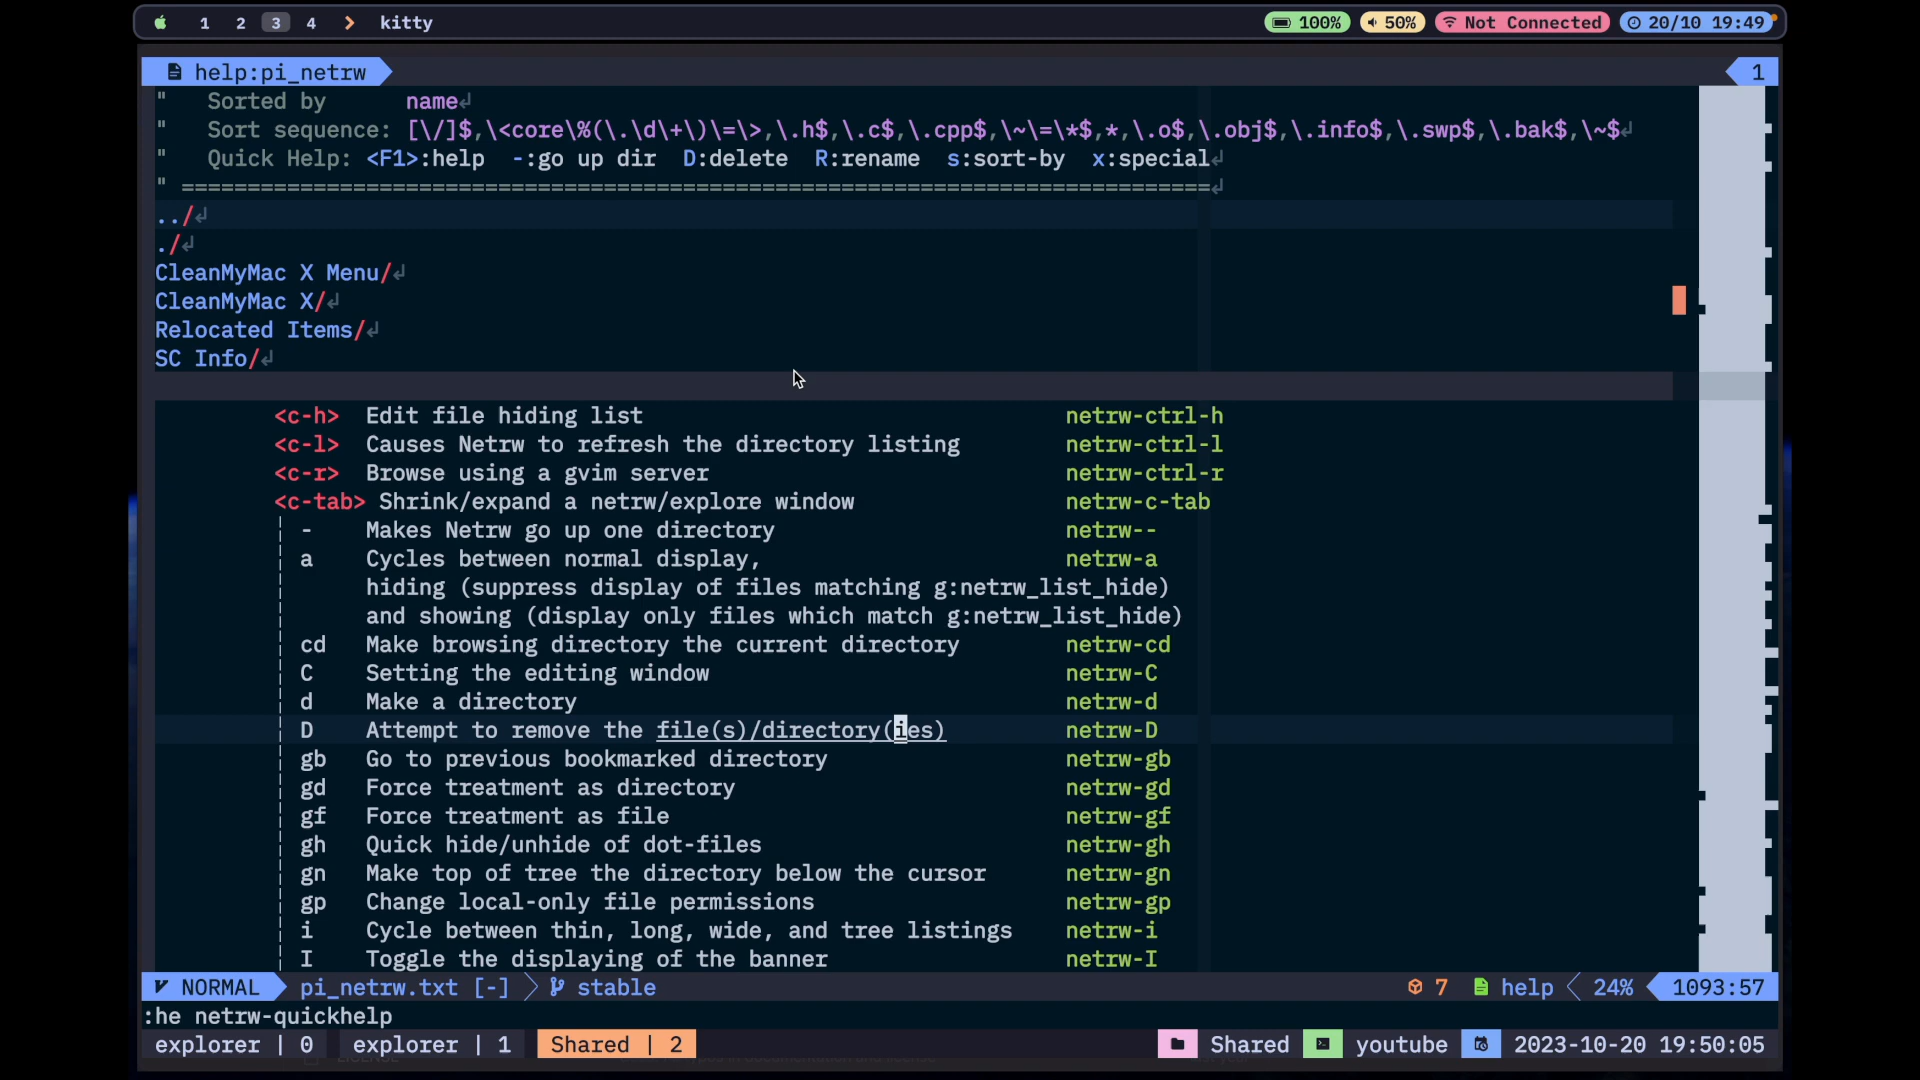 1 2 3 4 kitty 100% 50% Not Connected 20/10 19:49
help:pi_netrw 1
"   Sorted by      name
"   Sort sequence: [\/]$,\<core\%(\.\d\+\)\=\>,\.h$,\.c$,\.cpp$,\~\=\*$,*,\.o$,\.obj$,\.info$,\.swp$,\.bak$,\~$
"   Quick Help: <F1>:help  -:go up dir  D:delete  R:rename  s:sort-by  x:special
" ==============================================================================
../
./
CleanMyMac X Menu/
CleanMyMac X/
Relocated Items/
SC Info/
<c-h>  Edit file hiding list netrw-ctrl-h
<c-l>  Causes Netrw to refresh the directory listing netrw-ctrl-l
<c-r>  Browse using a gvim server netrw-ctrl-r
<c-tab> Shrink/expand a netrw/explore window netrw-c-tab
-    Makes Netrw go up one directory netrw--
a    Cycles between normal display, netrw-a
hiding (suppress display of files matching g:netrw_list_hide)
and showing (display only files which match g:netrw_list_hide)
cd   Make browsing directory the current directory netrw-cd
C    Setting the editing window netrw-C
d    Make a directory netrw-d
D    Attempt to remove the file(s)/directory(ies) netrw-D
gb   Go to previous bookmarked directory netrw-gb
gd   Force treatment as directory netrw-gd
gf   Force treatment as file netrw-gf
gh   Quick hide/unhide of dot-files netrw-gh
gn   Make top of tree the directory below the cursor netrw-gn
gp   Change local-only file permissions netrw-gp
i    Cycle between thin, long, wide, and tree listings netrw-i
I    Toggle the displaying of the banner netrw-I
NORMAL pi_netrw.txt [-] stable 7 help 24% 1093:57
:he netrw-quickhelp
explorer | 0 explorer | 1 Shared | 2 Shared youtube 2023-10-20 19:50:05